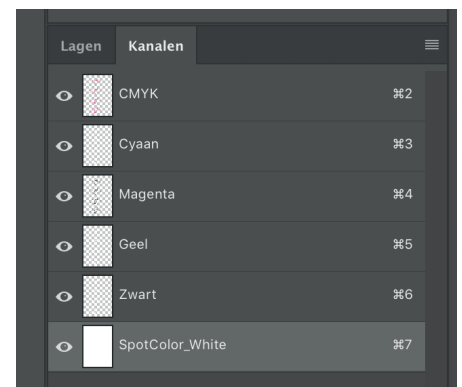 Lagen Kanalen
CMYK ⌘2
Cyaan ⌘3
Magenta ⌘4
Geel ⌘5
Zwart ⌘6
SpotColor_White ⌘7